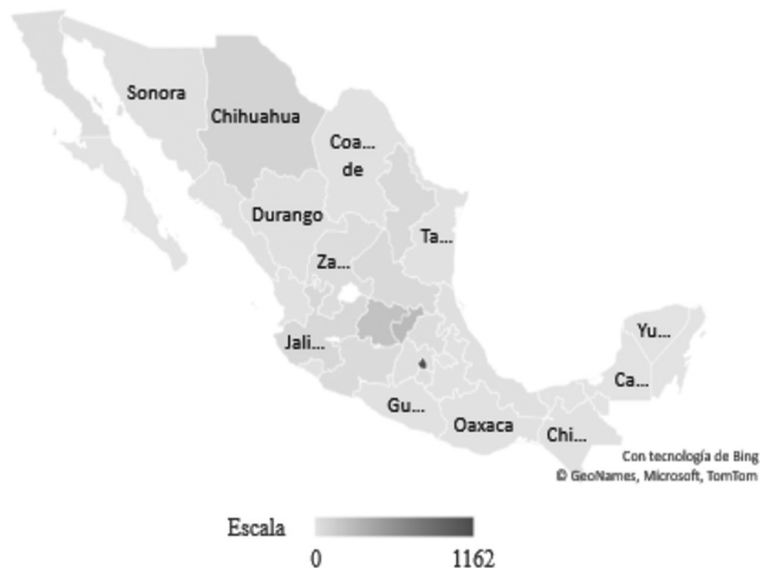 Sonora
Chihuahua
Coa...
de
Durango
Ta...
Za...
Jali...
Yu...
Ca...
Gu...
Oaxaca
Chi...
Con tecnología de Bing
© GeoNames, Microsoft, TomTom
Escala
0 1162